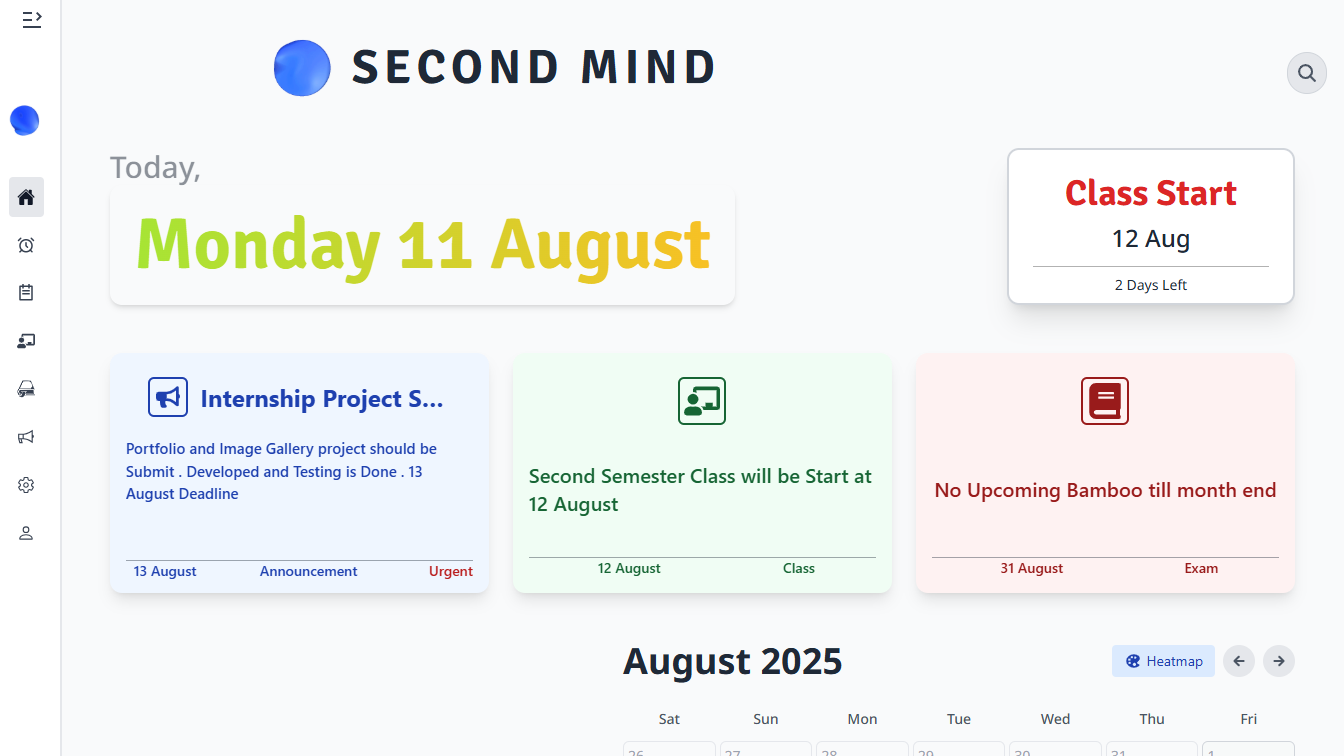 SECOND MIND
Today,
Monday 11 August
Class Start
12 Aug
2 Days Left
Internship Project S...
Portfolio and Image Gallery project should be
Submit . Developed and Testing is Done . 13
August Deadline
13 August Announcement Urgent
Second Semester Class will be Start at
12 August
12 August Class
No Upcoming Bamboo till month end
31 August Exam
August 2025
Heatmap
Sat Sun Mon Tue Wed Thu Fri
26 27 28 29 30 31 1